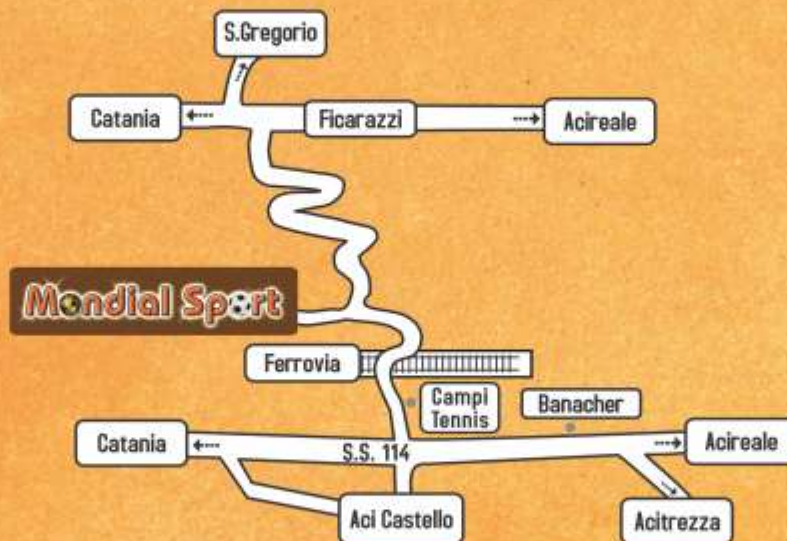 S.Gregorio
Catania
Ficarazzi
Acireale
Mondial Sport
Ferrovia
Campi
Tennis
Banacher
Catania
S.S. 114
Acireale
Aci Castello
Acitrezza